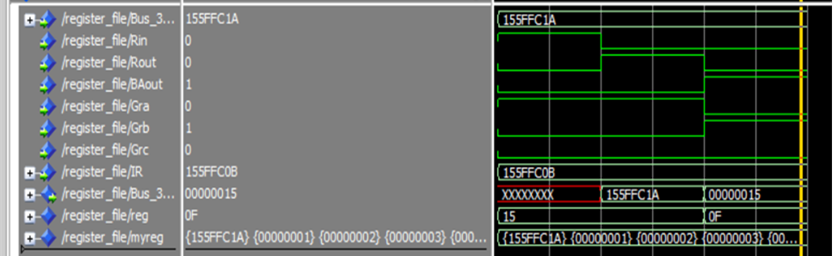 /register_file/Bus_3... 155FFC1A 155FFC1A
/register_file/Rin 0
/register_file/Rout 0
/register_file/BAout 1
/register_file/Gra 0
/register_file/Grb 1
/register_file/Grc 0
/register_file/IR 155FFC0B 155FFC0B
/register_file/Bus_3... 00000015 XXXXXXXX 155FFC1A 00000015
/register_file/reg 0F 15 0F
/register_file/myreg {155FFC1A} {00000001} {00000002} {00000003} {000... {155FFC1A} {00000001} {00000002} {00000003} {00...